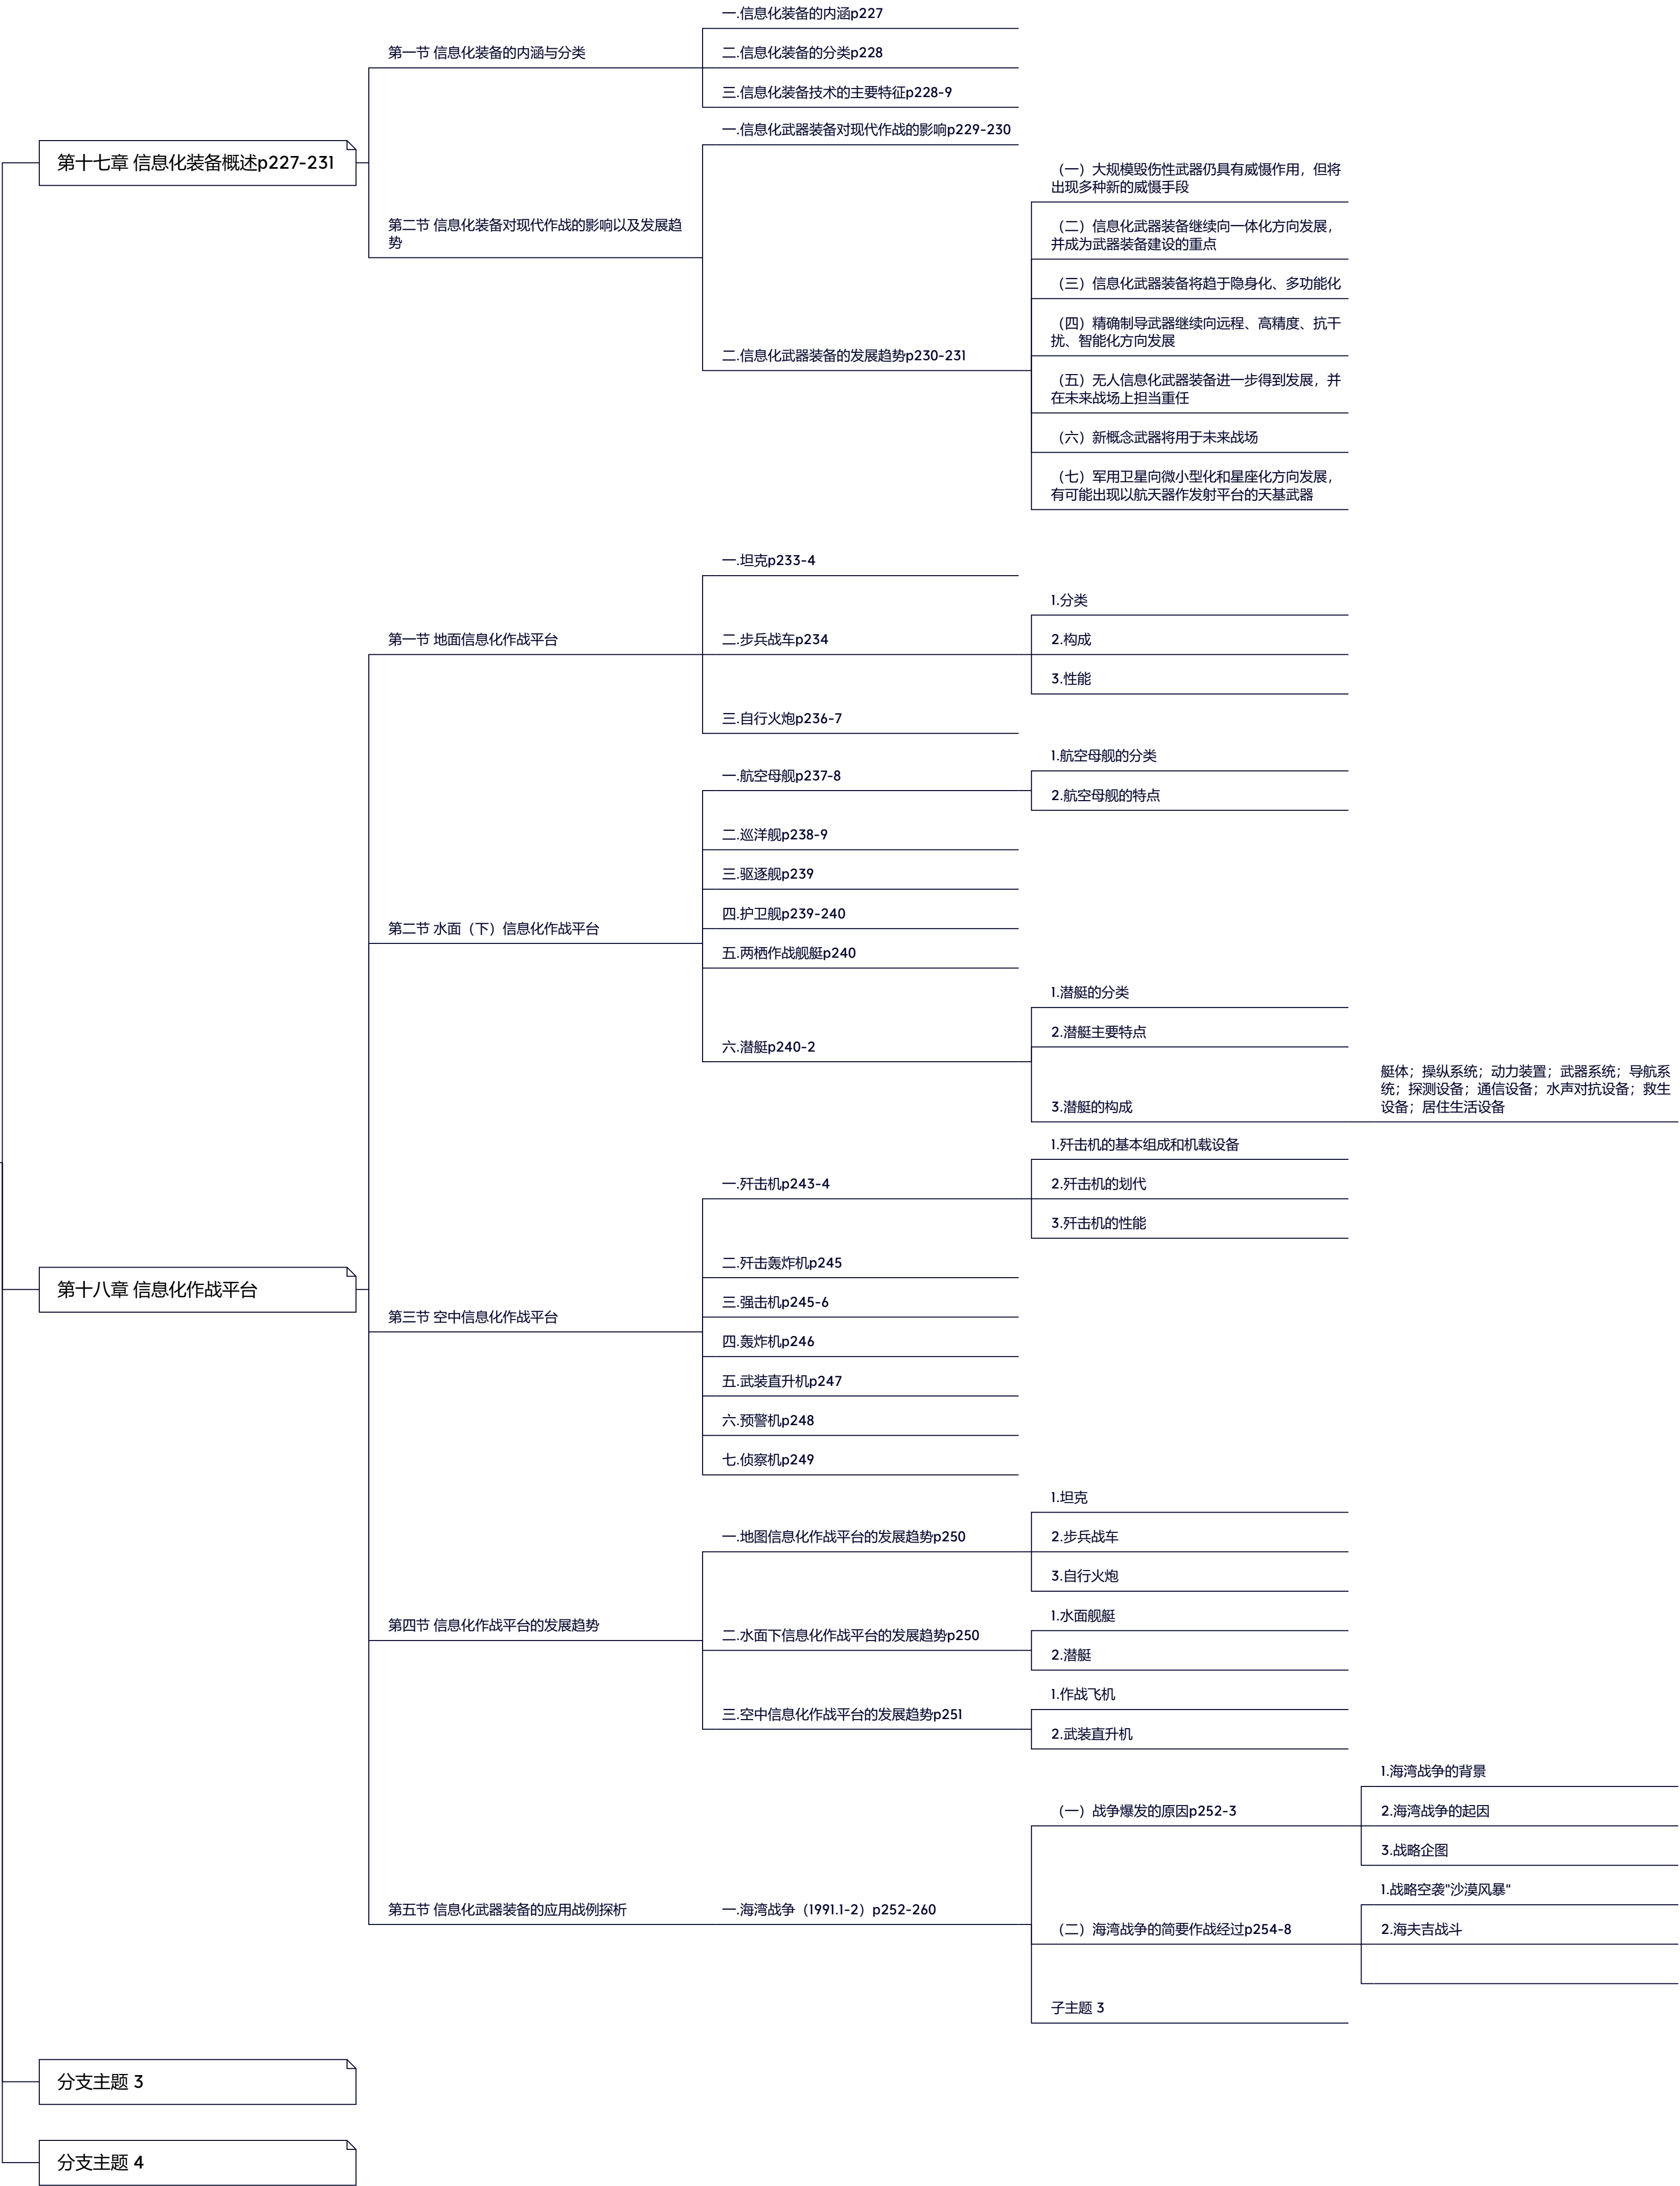 第十七章 信息化装备概述p227-231
第一节 信息化装备的内涵与分类
一.信息化装备的内涵p227
二.信息化装备的分类p228
三.信息化装备技术的主要特征p228-9
第二节 信息化装备对现代作战的影响以及发展趋
势
一.信息化武器装备对现代作战的影响p229-230
二.信息化武器装备的发展趋势p230-231
（一）大规模毁伤性武器仍具有威慑作用，但将
出现多种新的威慑手段
（二）信息化武器装备继续向一体化方向发展，
并成为武器装备建设的重点
（三）信息化武器装备将趋于隐身化、多功能化
（四）精确制导武器继续向远程、高精度、抗干
扰、智能化方向发展
（五）无人信息化武器装备进一步得到发展，并
在未来战场上担当重任
（六）新概念武器将用于未来战场
（七）军用卫星向微小型化和星座化方向发展，
有可能出现以航天器作发射平台的天基武器
第十八章 信息化作战平台
第一节 地面信息化作战平台
一.坦克p233-4
二.步兵战车p234
1.分类
2.构成
3.性能
三.自行火炮p236-7
第二节 水面（下）信息化作战平台
一.航空母舰p237-8
1.航空母舰的分类
2.航空母舰的特点
二.巡洋舰p238-9
三.驱逐舰p239
四.护卫舰p239-240
五.两栖作战舰艇p240
六.潜艇p240-2
1.潜艇的分类
2.潜艇主要特点
3.潜艇的构成
艇体；操纵系统；动力装置；武器系统；导航系
统；探测设备；通信设备；水声对抗设备；救生
设备；居住生活设备
第三节 空中信息化作战平台
一.歼击机p243-4
1.歼击机的基本组成和机载设备
2.歼击机的划代
3.歼击机的性能
二.歼击轰炸机p245
三.强击机p245-6
四.轰炸机p246
五.武装直升机p247
六.预警机p248
七.侦察机p249
第四节 信息化作战平台的发展趋势
一.地图信息化作战平台的发展趋势p250
1.坦克
2.步兵战车
3.自行火炮
二.水面下信息化作战平台的发展趋势p250
1.水面舰艇
2.潜艇
三.空中信息化作战平台的发展趋势p251
1.作战飞机
2.武装直升机
第五节 信息化武器装备的应用战例探析
一.海湾战争（1991.1-2）p252-260
（一）战争爆发的原因p252-3
1.海湾战争的背景
2.海湾战争的起因
3.战略企图
（二）海湾战争的简要作战经过p254-8
1.战略空袭"沙漠风暴"
2.海夫吉战斗
子主题 3
分支主题 3
分支主题 4